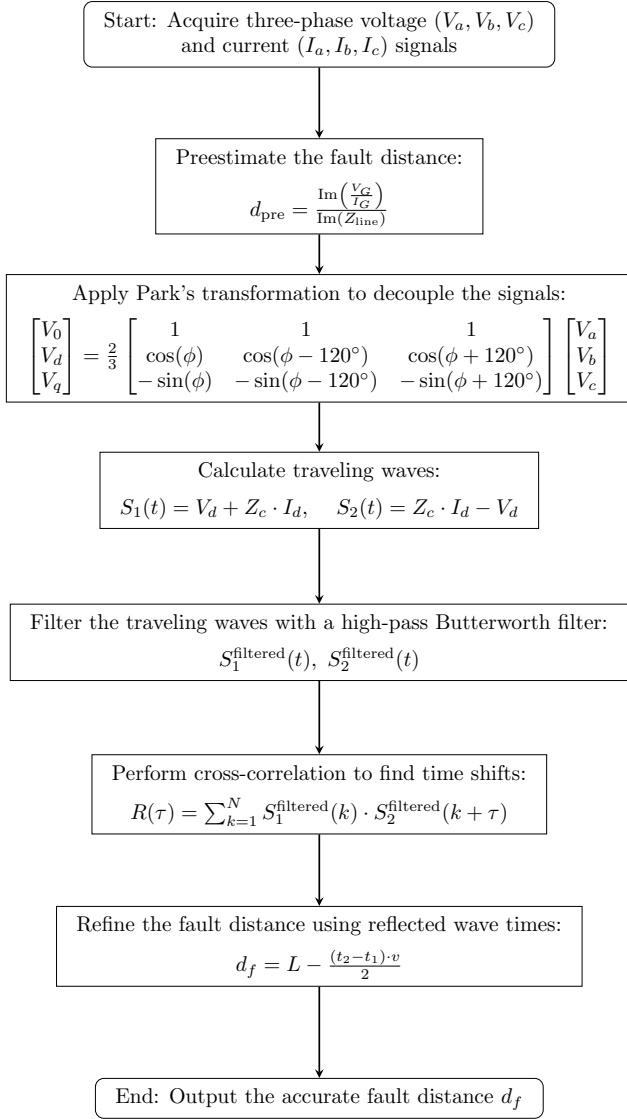 Start: Acquire three-phase voltage (V_a, V_b, V_c)
and current (I_a, I_b, I_c) signals
Preestimate the fault distance:
d_pre = Im(V_G/I_G) / Im(Z_line)
Apply Park's transformation to decouple the signals:
[V_0] = 2/3 [1 1 1] [V_a]
[V_d] [cos(φ) cos(φ − 120°) cos(φ + 120°)] [V_b]
[V_q] [− sin(φ) − sin(φ − 120°) − sin(φ + 120°)] [V_c]
Calculate traveling waves:
S_1(t) = V_d + Z_c · I_d, S_2(t) = Z_c · I_d − V_d
Filter the traveling waves with a high-pass Butterworth filter:
S_1^filtered(t), S_2^filtered(t)
Perform cross-correlation to find time shifts:
R(τ) = ∑_{k=1}^N S_1^filtered(k) · S_2^filtered(k + τ)
Refine the fault distance using reflected wave times:
d_f = L − (t_2−t_1)·v / 2
End: Output the accurate fault distance d_f